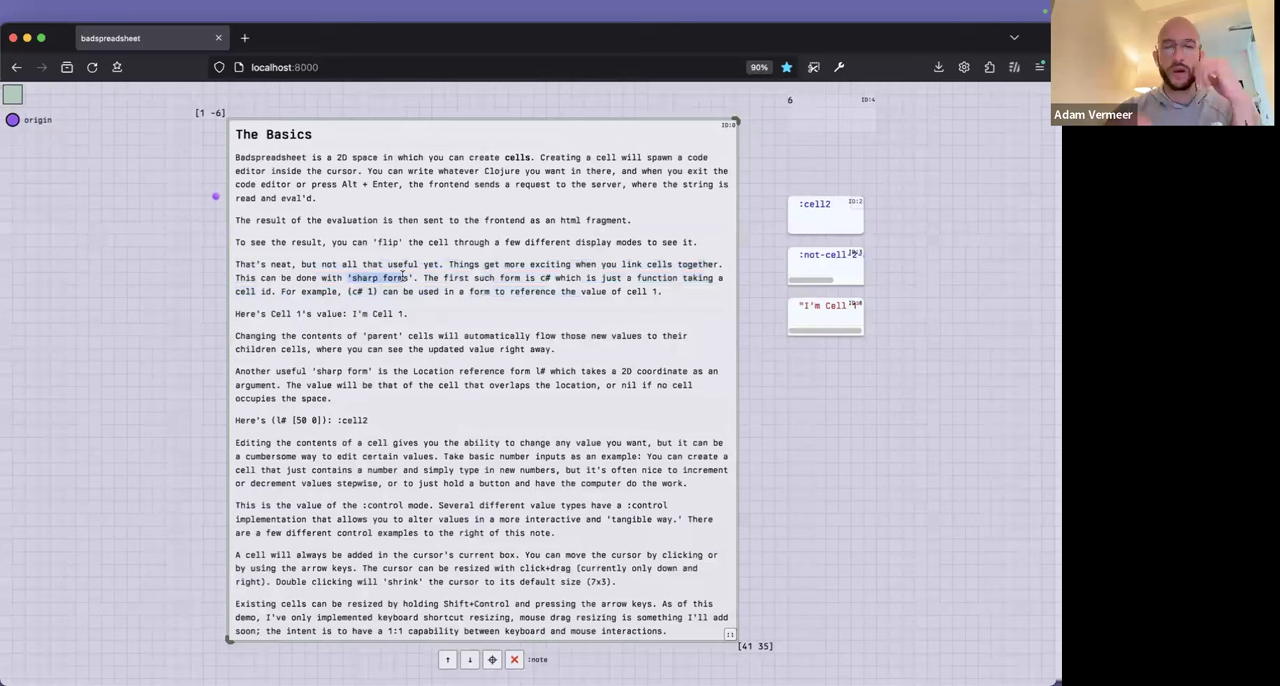 badspreadsheet
localhost:8000
90%
Adam Vermeer
origin
[1 -6]
6
ID:4
The Basics
ID:0
Badspreadsheet is a 2D space in which you can create cells. Creating a cell will spawn a code
editor inside the cursor. You can write whatever Clojure you want in there, and when you exit the
code editor or press Alt + Enter, the frontend sends a request to the server, where the string is
read and eval'd.
The result of the evaluation is then sent to the frontend as an html fragment.
To see the result, you can 'flip' the cell through a few different display modes to see it.
That's neat, but not all that useful yet. Things get more exciting when you link cells together.
This can be done with 'sharp forms'. The first such form is c# which is just a function taking a
cell id. For example, (c# 1) can be used in a form to reference the value of cell 1.
Here's Cell 1's value: I'm Cell 1.
Changing the contents of 'parent' cells will automatically flow those new values to their
children cells, where you can see the updated value right away.
Another useful 'sharp form' is the Location reference form l# which takes a 2D coordinate as an
argument. The value will be that of the cell that overlaps the location, or nil if no cell
occupies the space.
Here's (l# [50 0]): :cell2
Editing the contents of a cell gives you the ability to change any value you want, but it can be
a cumbersome way to edit certain values. Take basic number inputs as an example: You can create a
cell that just contains a number and simply type in new numbers, but it's often nice to increment
or decrement values stepwise, or to just hold a button and have the computer do the work.
This is the value of the :control mode. Several different value types have a :control
implementation that allows you to alter values in a more interactive and 'tangible way.' There
are a few different control examples to the right of this note.
A cell will always be added in the cursor's current box. You can move the cursor by clicking or
by using the arrow keys. The cursor can be resized with click+drag (currently only down and
right). Double clicking will 'shrink' the cursor to its default size (7x3).
Existing cells can be resized by holding Shift+Control and pressing the arrow keys. As of this
demo, I've only implemented keyboard shortcut resizing, mouse drag resizing is something I'll add
soon; the intent is to have a 1:1 capability between keyboard and mouse interactions.
:cell2
ID:2
:not-cell-2
"I'm Cell 1"
[41 35]
:note